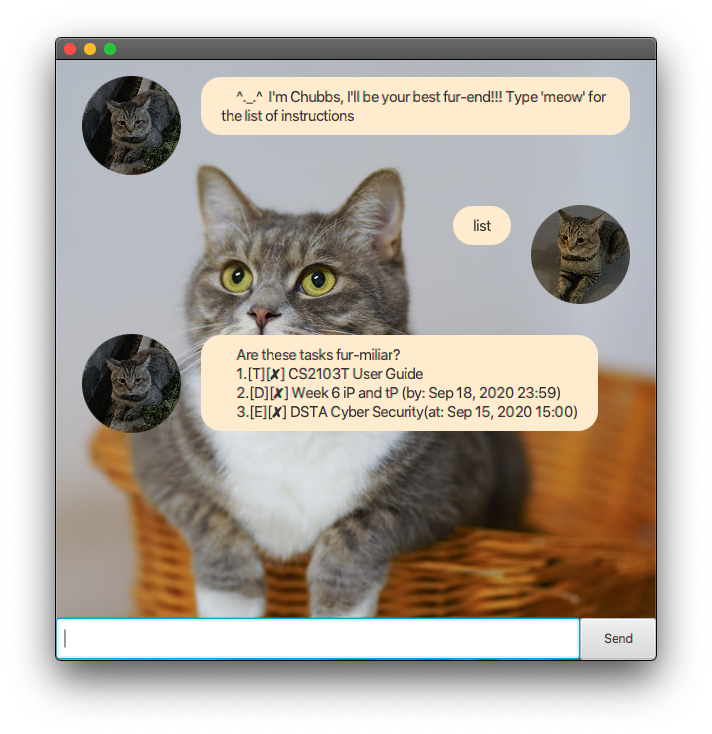 ^._.^ I'm Chubbs, I'll be your best fur-end!!! Type 'meow' for
the list of instructions
list
Are these tasks fur-miliar?
1.[T][✘] CS2103T User Guide
2.[D][✘] Week 6 iP and tP (by: Sep 18, 2020 23:59)
3.[E][✘] DSTA Cyber Security(at: Sep 15, 2020 15:00)
Send